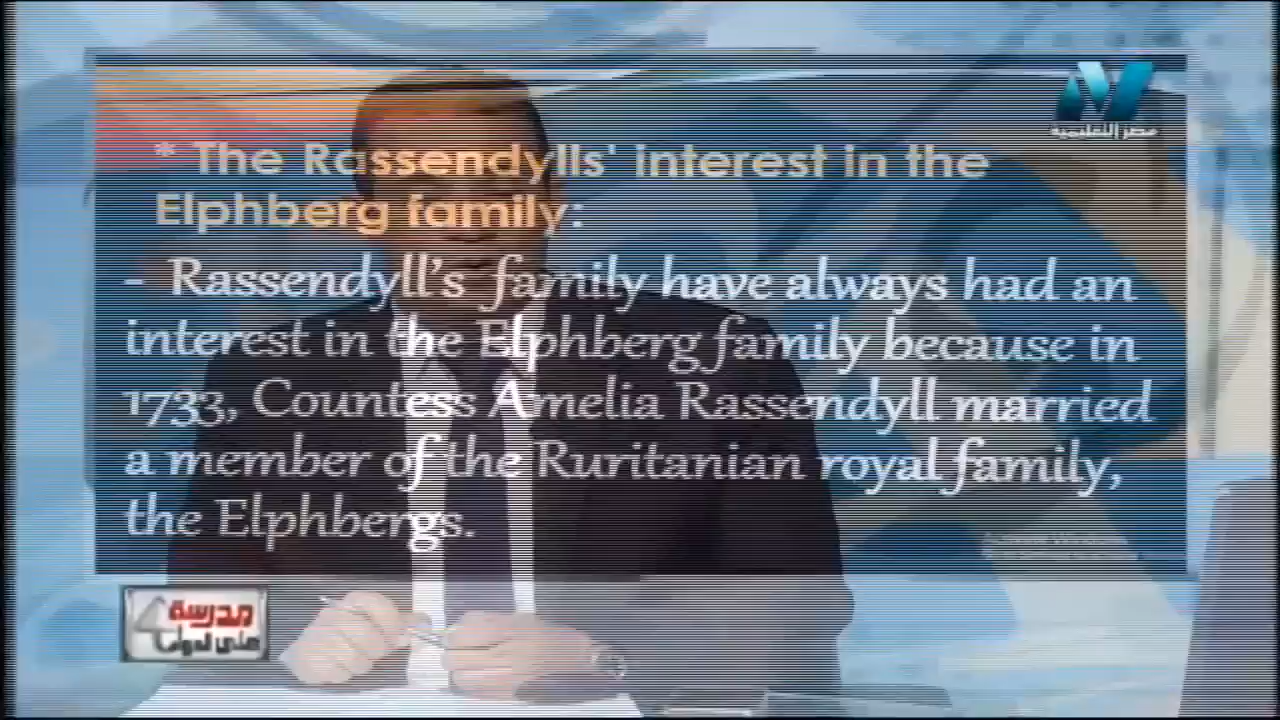 مصر التعليمية
* The Rassendylls' interest in the
Elphberg family:
- Rassendyll's family have always had an
interest in the Elphberg family because in
1733, Countess Amelia Rassendyll married
a member of the Ruritanian royal family,
the Elphbergs.
مدرسة
على الهواء